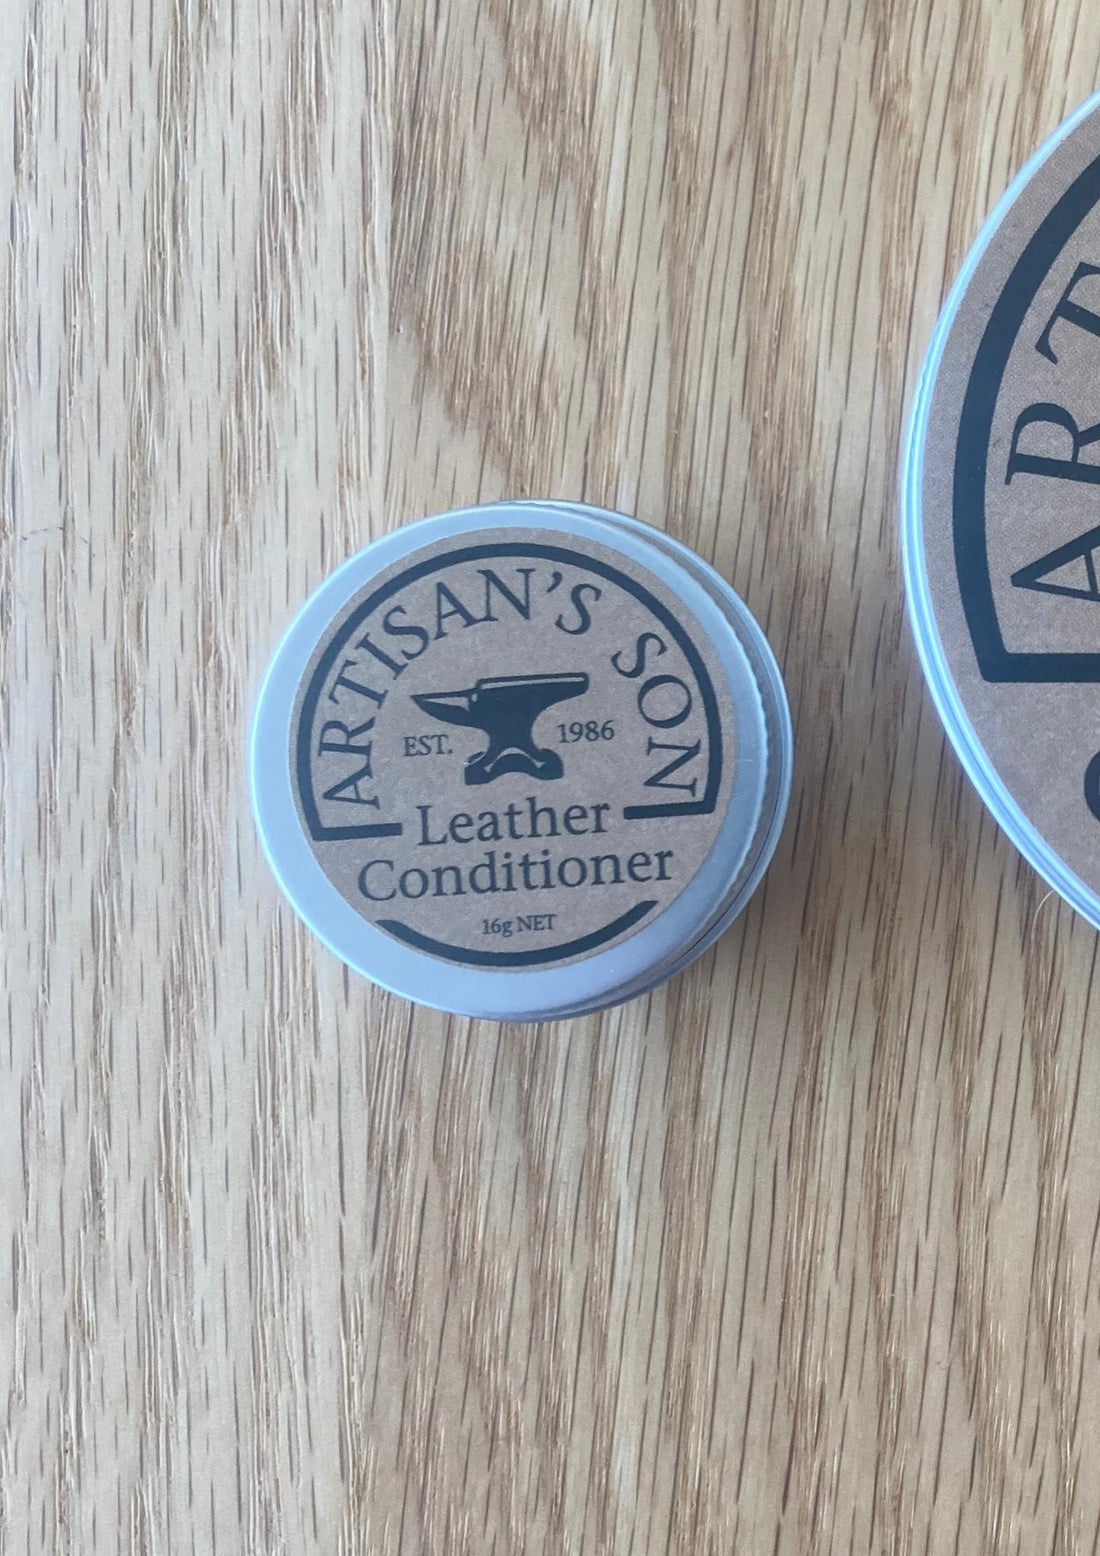 ARTISAN'S SON
EST. 1986
Leather
Conditioner
16g NET
ART